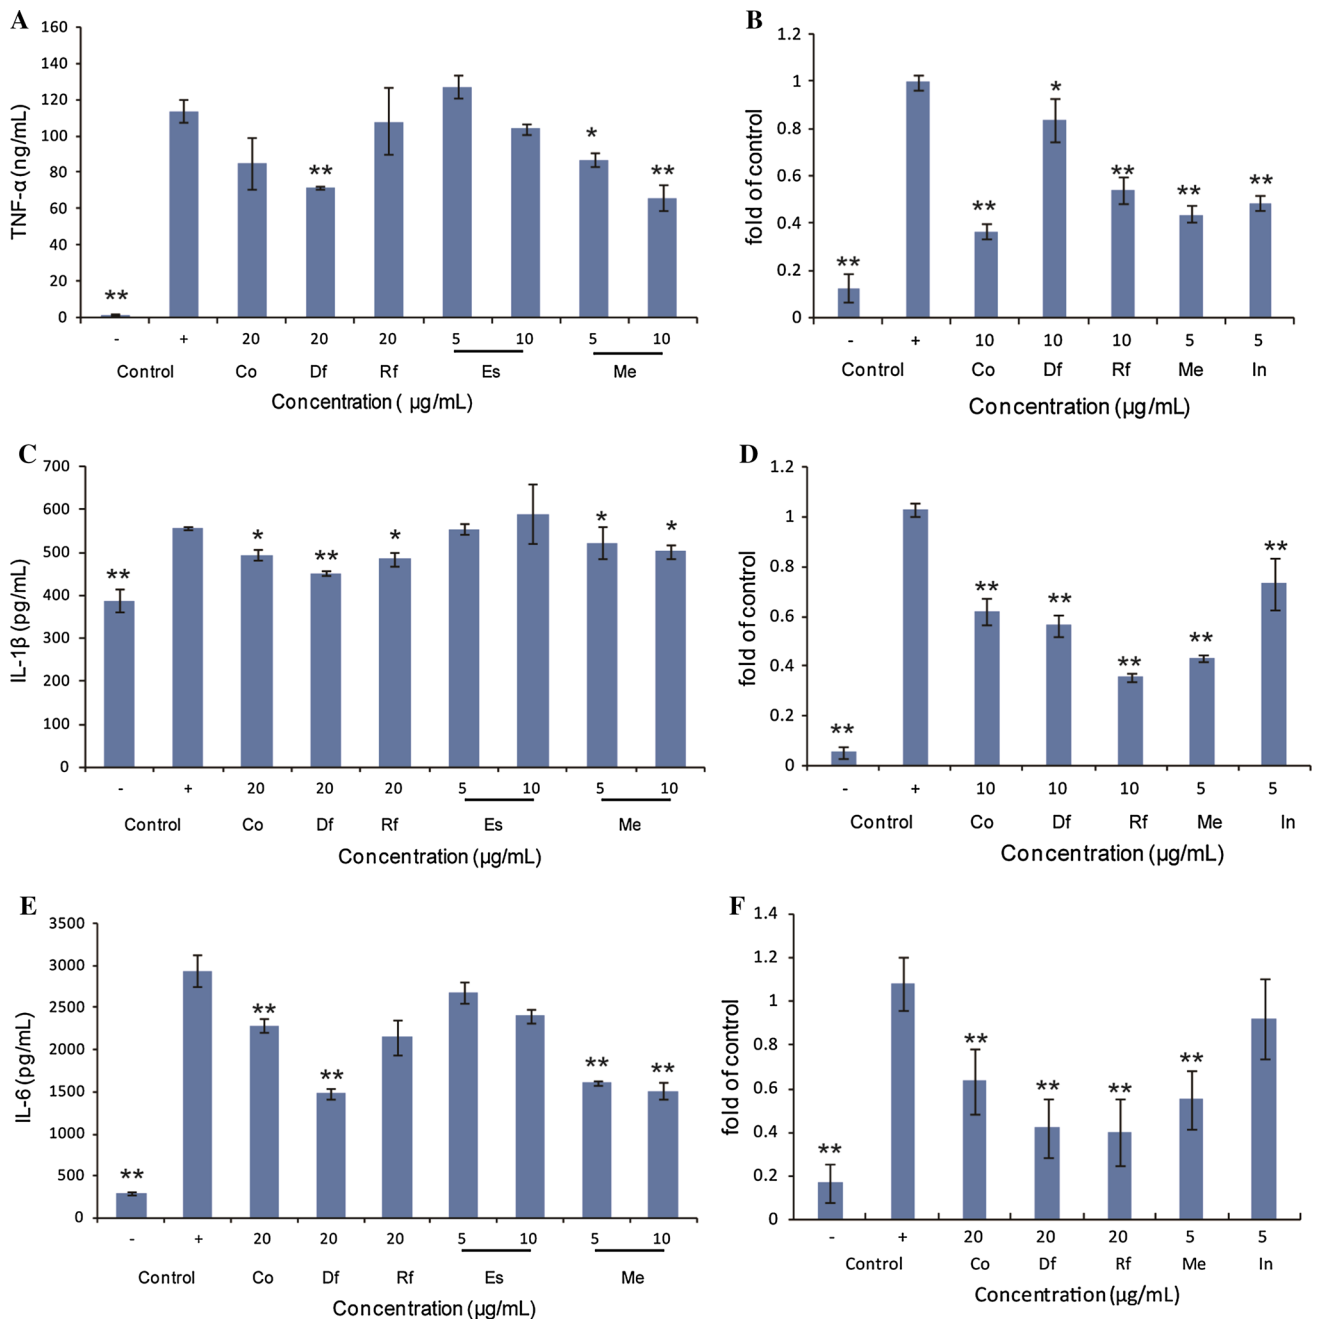 A
TNF-α (ng/mL)
160
140
120
100
80
60
40
20
0
** ** * **
- + 20 20 20 5 10 5 10
Control Co Df Rf Es Me
Concentration ( µg/mL)
B
fold of control
1.2
1
0.8
0.6
0.4
0.2
0
** ** * ** ** **
- + 10 10 10 5 5
Control Co Df Rf Me In
Concentration (µg/mL)
C
IL-1β (pg/mL)
700
600
500
400
300
200
100
0
** * ** * * *
- + 20 20 20 5 10 5 10
Control Co Df Rf Es Me
Concentration (µg/mL)
D
fold of control
1.2
1
0.8
0.6
0.4
0.2
0
** ** ** ** ** **
- + 10 10 10 5 5
Control Co Df Rf Me In
Concentration (µg/mL)
E
IL-6 (pg/mL)
3500
3000
2500
2000
1500
1000
500
0
** ** ** ** **
- + 20 20 20 5 10 5 10
Control Co Df Rf Es Me
Concentration (µg/mL)
F
fold of control
1.4
1.2
1
0.8
0.6
0.4
0.2
0
** ** ** ** **
- + 20 20 20 5 5
Control Co Df Rf Me In
Concentration (µg/mL)